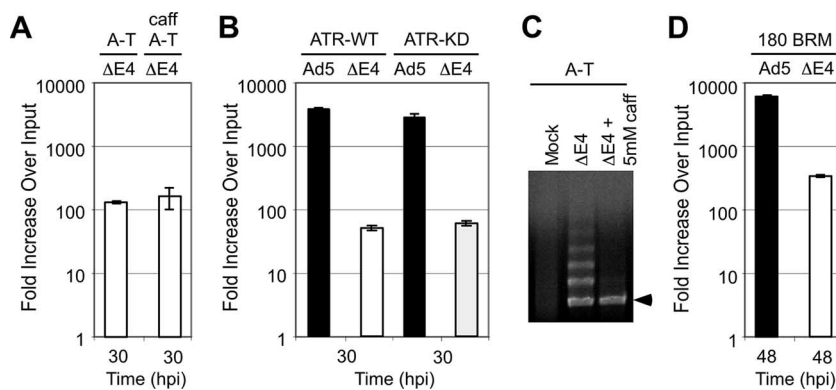 A
caff
A-T A-T
ΔE4 ΔE4
Fold Increase Over Input
10000
1000
100
10
1
30 30
Time (hpi)
B
ATR-WT ATR-KD
Ad5 ΔE4 Ad5 ΔE4
Fold Increase Over Input
10000
1000
100
10
1
30 30
Time (hpi)
C
A-T
Mock
ΔE4
ΔE4 +
5mM caff
D
180 BRM
Ad5 ΔE4
Fold Increase Over Input
10000
1000
100
10
1
48 48
Time (hpi)